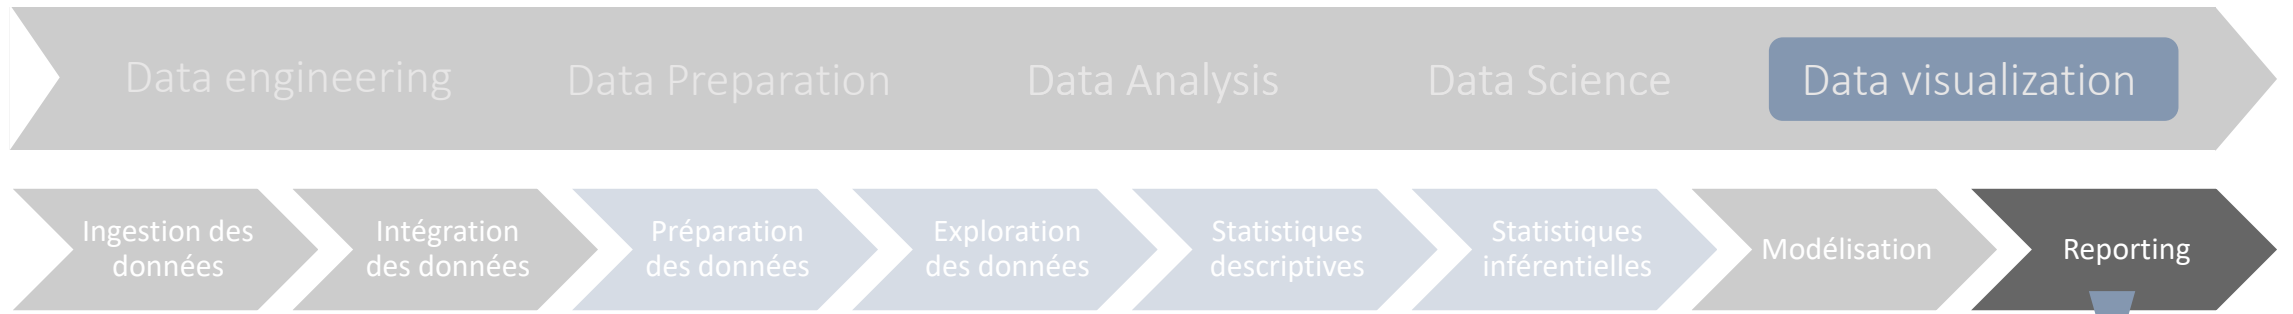 Data engineering
Data Preparation
Data Analysis
Data Science
Data visualization
Ingestion des
données
Intégration
des données
Préparation
des données
Exploration
des données
Statistiques
descriptives
Statistiques
inférentielles
Modélisation
Reporting